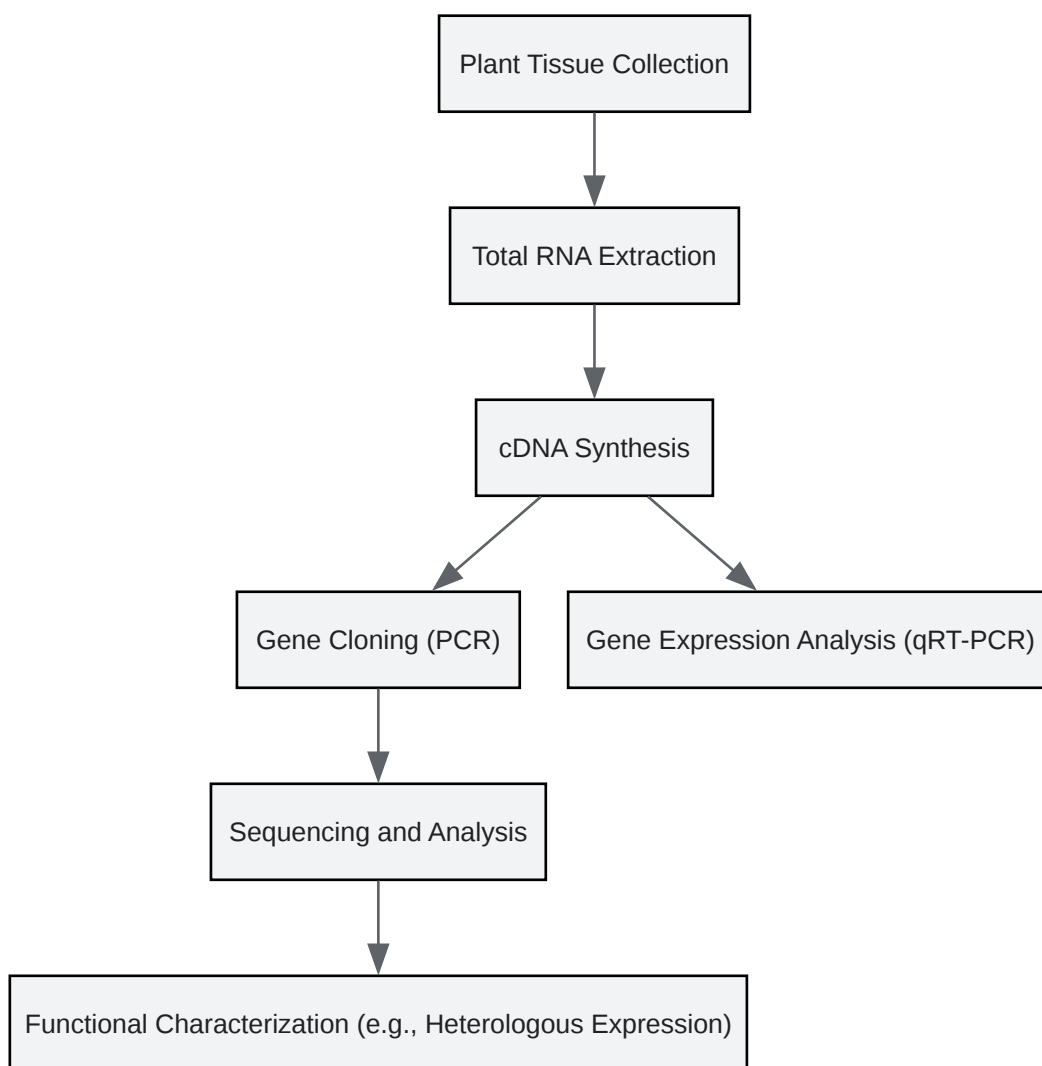 Plant Tissue Collection
Total RNA Extraction
cDNA Synthesis
Gene Cloning (PCR)
Gene Expression Analysis (qRT-PCR)
Sequencing and Analysis
Functional Characterization (e.g., Heterologous Expression)